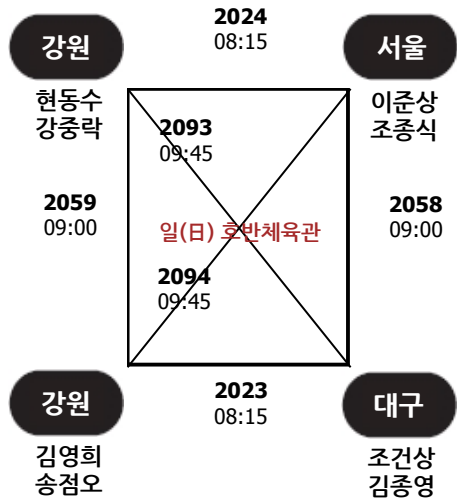 2024
08:15
강원
서울
현동수
강중락
이준상
조종식
2093
09:45
2059
09:00
2058
09:00
일(日) 호반체육관
2094
09:45
강원
2023
08:15
대구
김영희
송점오
조건상
김종영